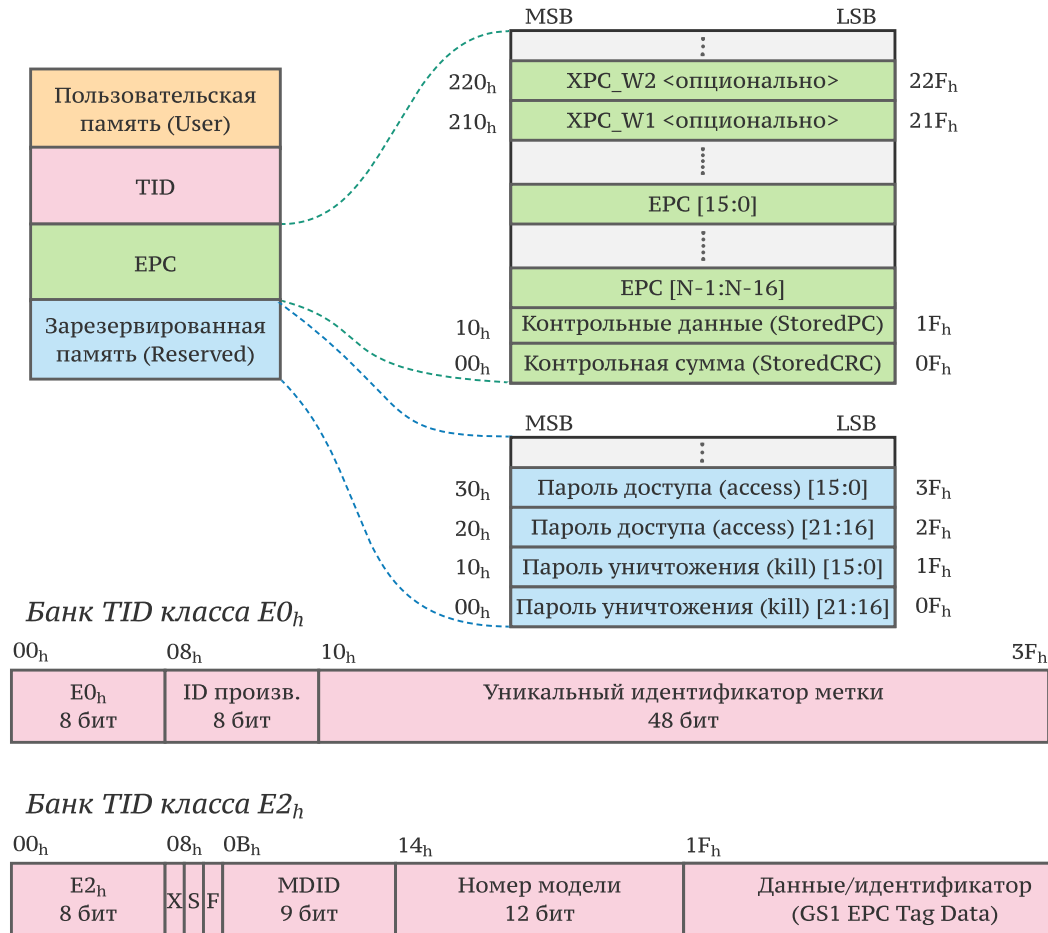 Пользовательская
память (User)
TID
EPC
Зарезервированная
память (Reserved)
MSB LSB
220h XPC_W2 <опционально> 22Fh
210h XPC_W1 <опционально> 21Fh
EPC [15:0]
EPC [N-1:N-16]
10h Контрольные данные (StoredPC) 1Fh
00h Контрольная сумма (StoredCRC) 0Fh
MSB LSB
30h Пароль доступа (access) [15:0] 3Fh
20h Пароль доступа (access) [21:16] 2Fh
10h Пароль уничтожения (kill) [15:0] 1Fh
00h Пароль уничтожения (kill) [21:16] 0Fh
Банк TID класса E0h
00h 08h 10h 3Fh
E0h
8 бит
ID произв.
8 бит
Уникальный идентификатор метки
48 бит
Банк TID класса E2h
00h 08h 0Bh 14h 1Fh
E2h
8 бит
X S F
MDID
9 бит
Номер модели
12 бит
Данные/идентификатор
(GS1 EPC Tag Data)